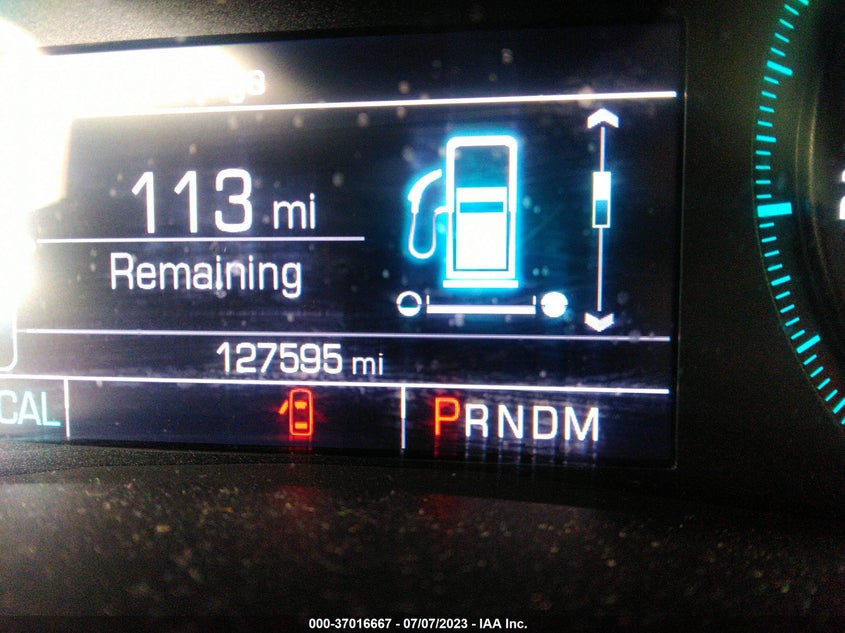 113 mi
Remaining
127595 mi
CAL
PRNDM
000-37016667 - 07/07/2023 - IAA Inc.